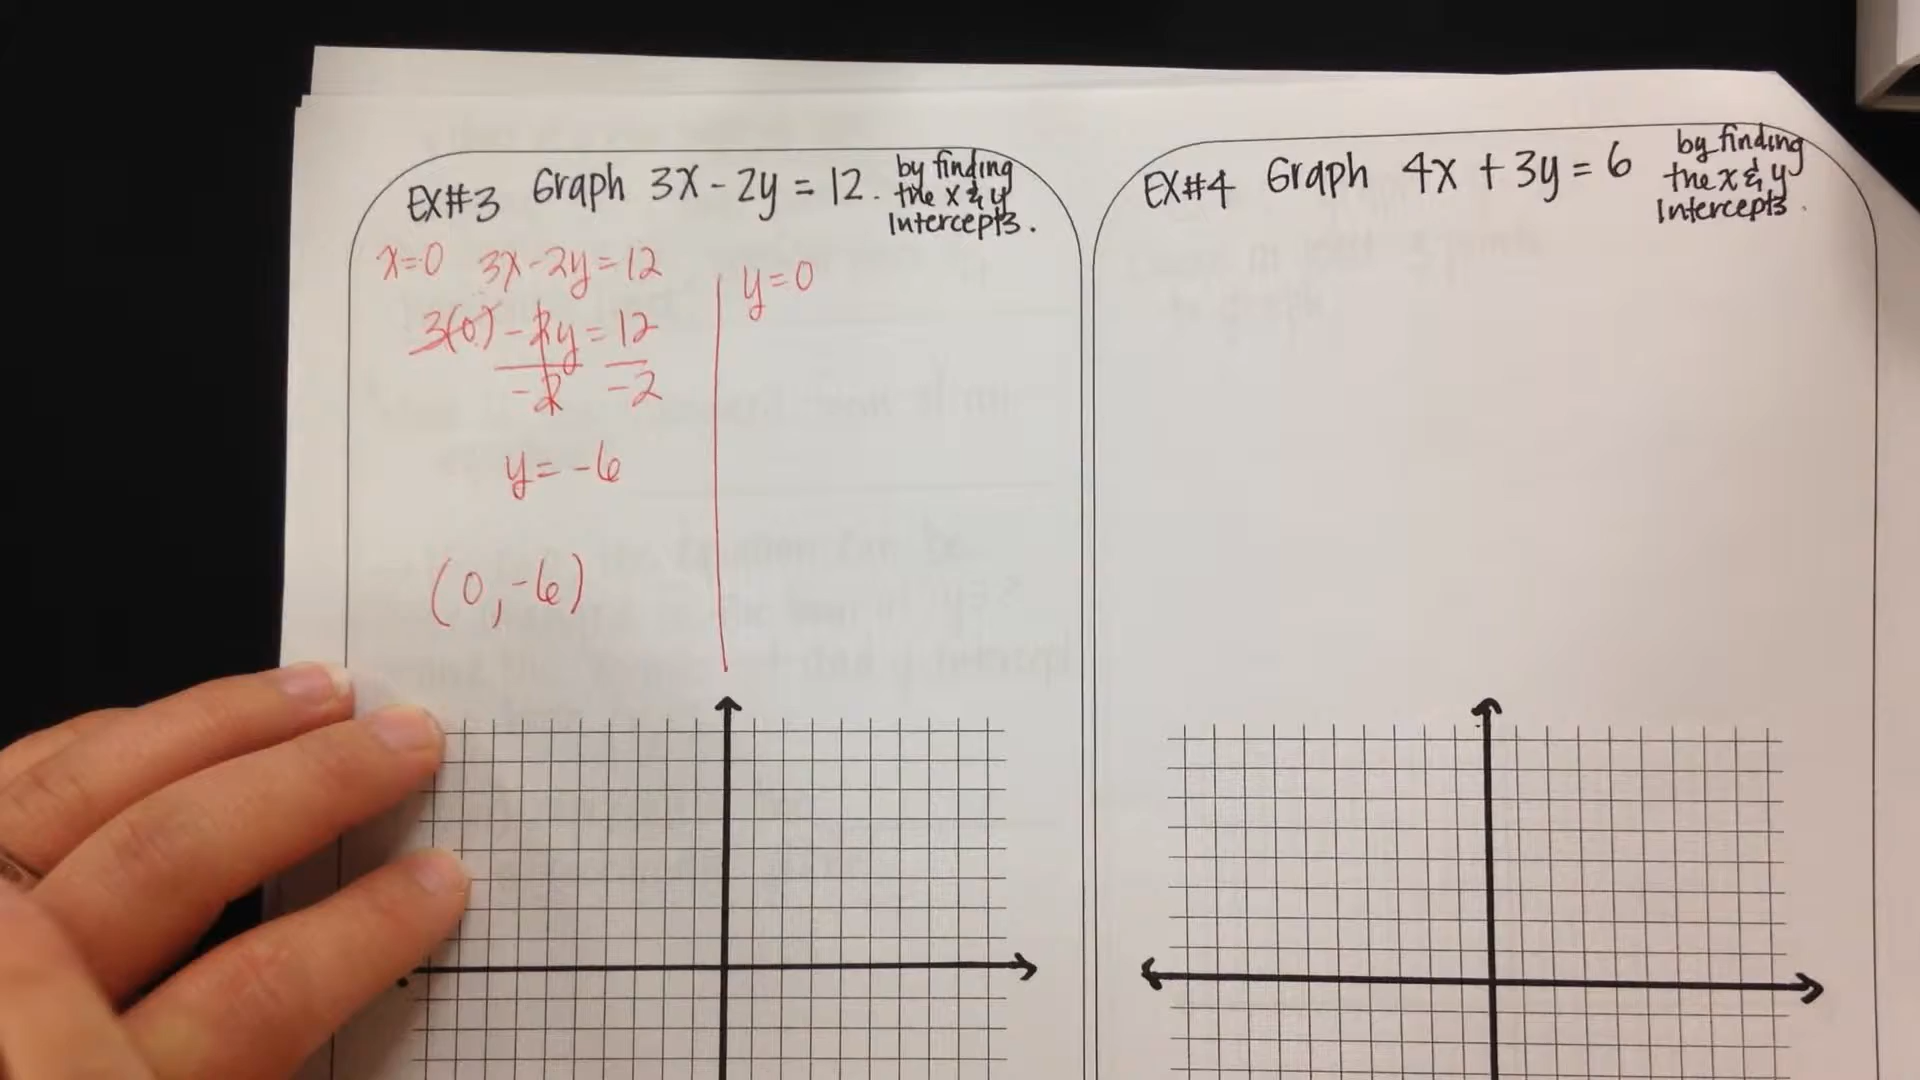 EX#3 Graph 3x - 2y = 12. by finding
the x & y
intercepts.
x=0 3x-2y=12
3(0) - 2y = 12
-2 -2
y = -6
(0, -6)
y=0
EX#4 Graph 4x + 3y = 6 by finding
the x & y
intercepts.